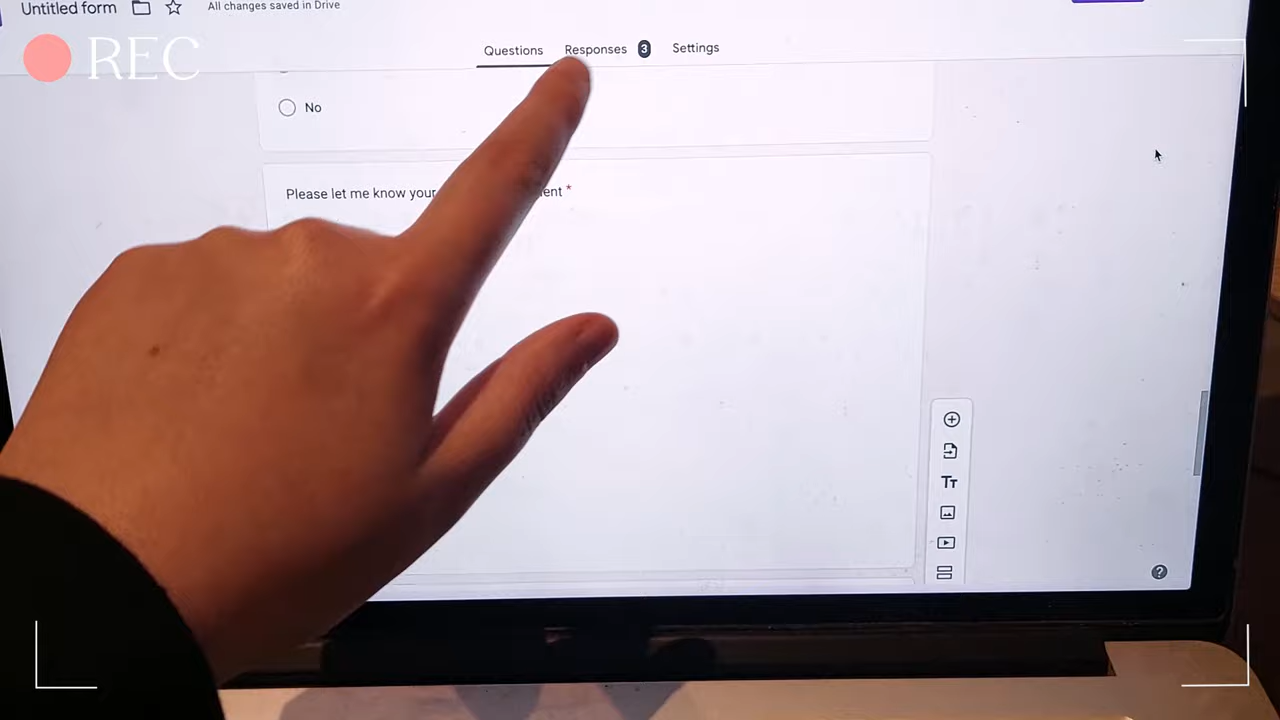 Untitled form All changes saved in Drive
REC
Questions Responses 3 Settings
No
Please let me know your *
Tт
?